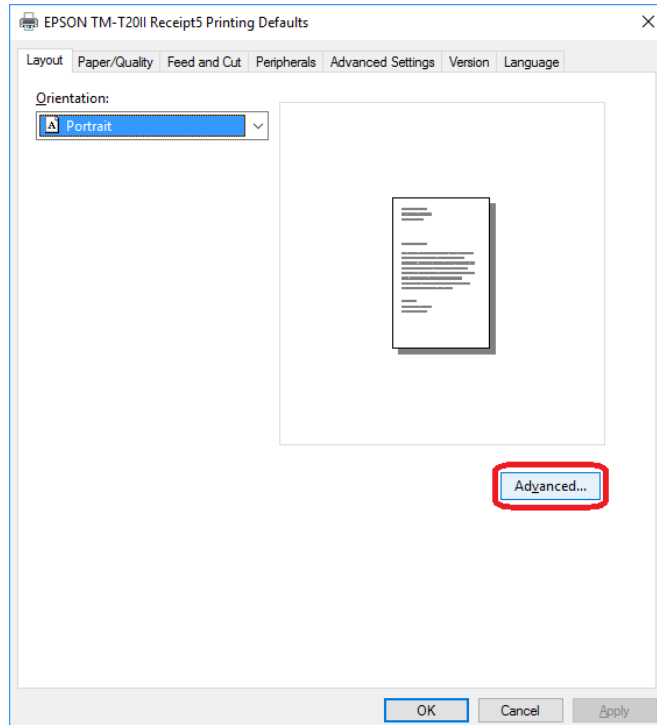 EPSON TM-T20II Receipt5 Printing Defaults
Layout Paper/Quality Feed and Cut Peripherals Advanced Settings Version Language
Orientation:
A Portrait
Advanced...
OK Cancel Apply